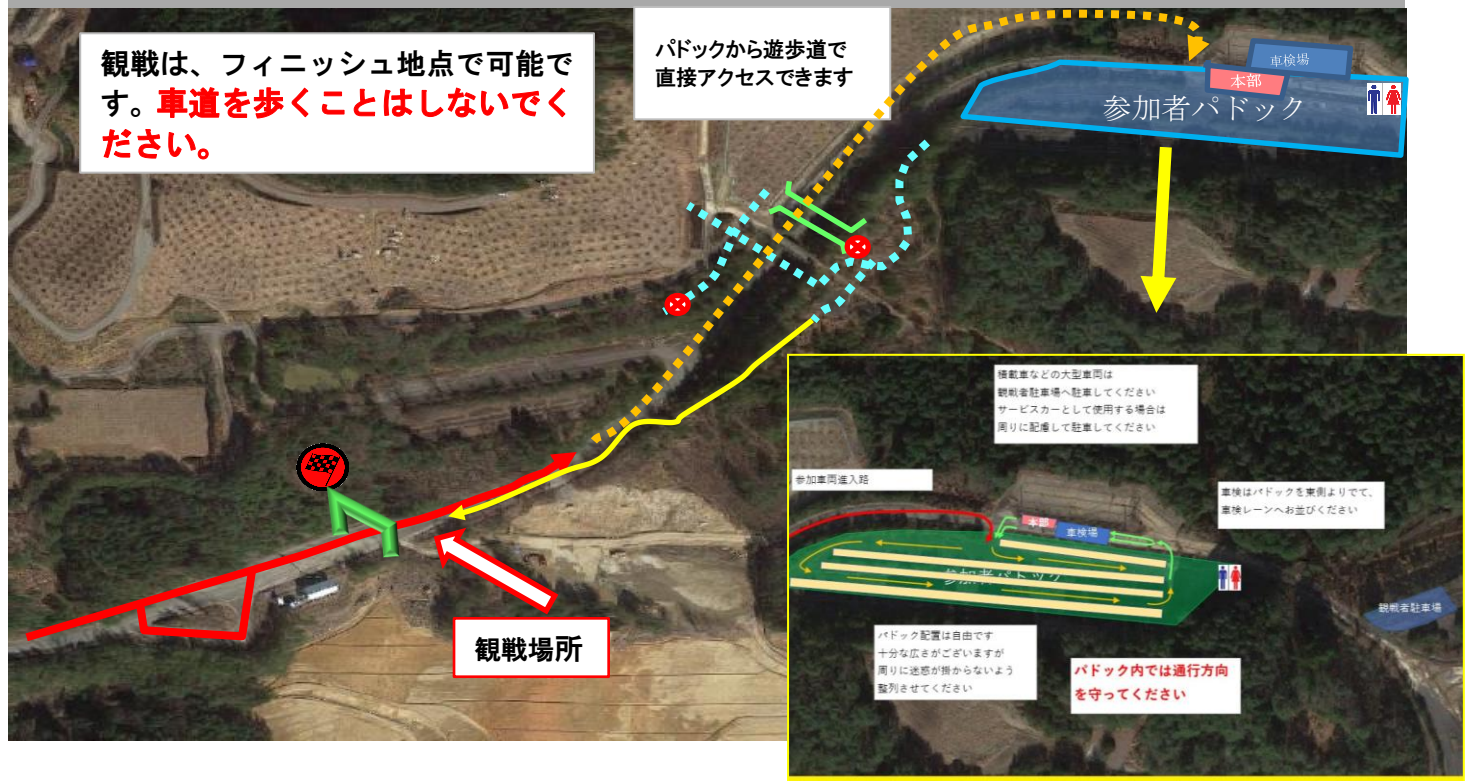 観戦は、フィニッシュ地点で可能で
す。車道を歩くことはしないでく
ださい。
パドックから遊歩道で
直接アクセスできます
車検場
本部
参加者パドック
観戦場所
積載車などの大型車両は
観戦者駐車場へ駐車してください
サービスカーとして使用する場合は
周りに配慮して駐車してください
参加車両進入路
車検はパドックを東側よりでて、
車検レーンへお並びください
本部
車検場
参加者パドック
観戦者駐車場
パドック配置は自由です
十分な広さがございますが
周りに迷惑が掛からないよう
整列させてください
パドック内では通行方向
を守ってください